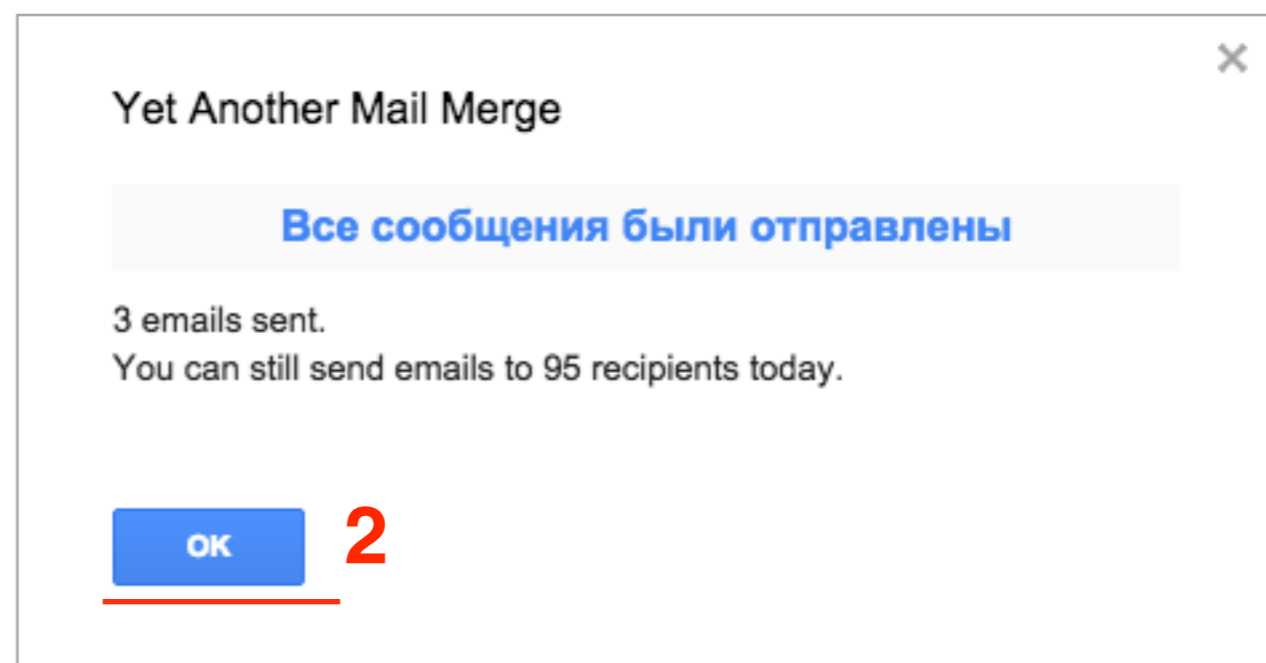 Yet Another Mail Merge
Все сообщения были отправлены
3 emails sent.
You can still send emails to 95 recipients today.
OK 2